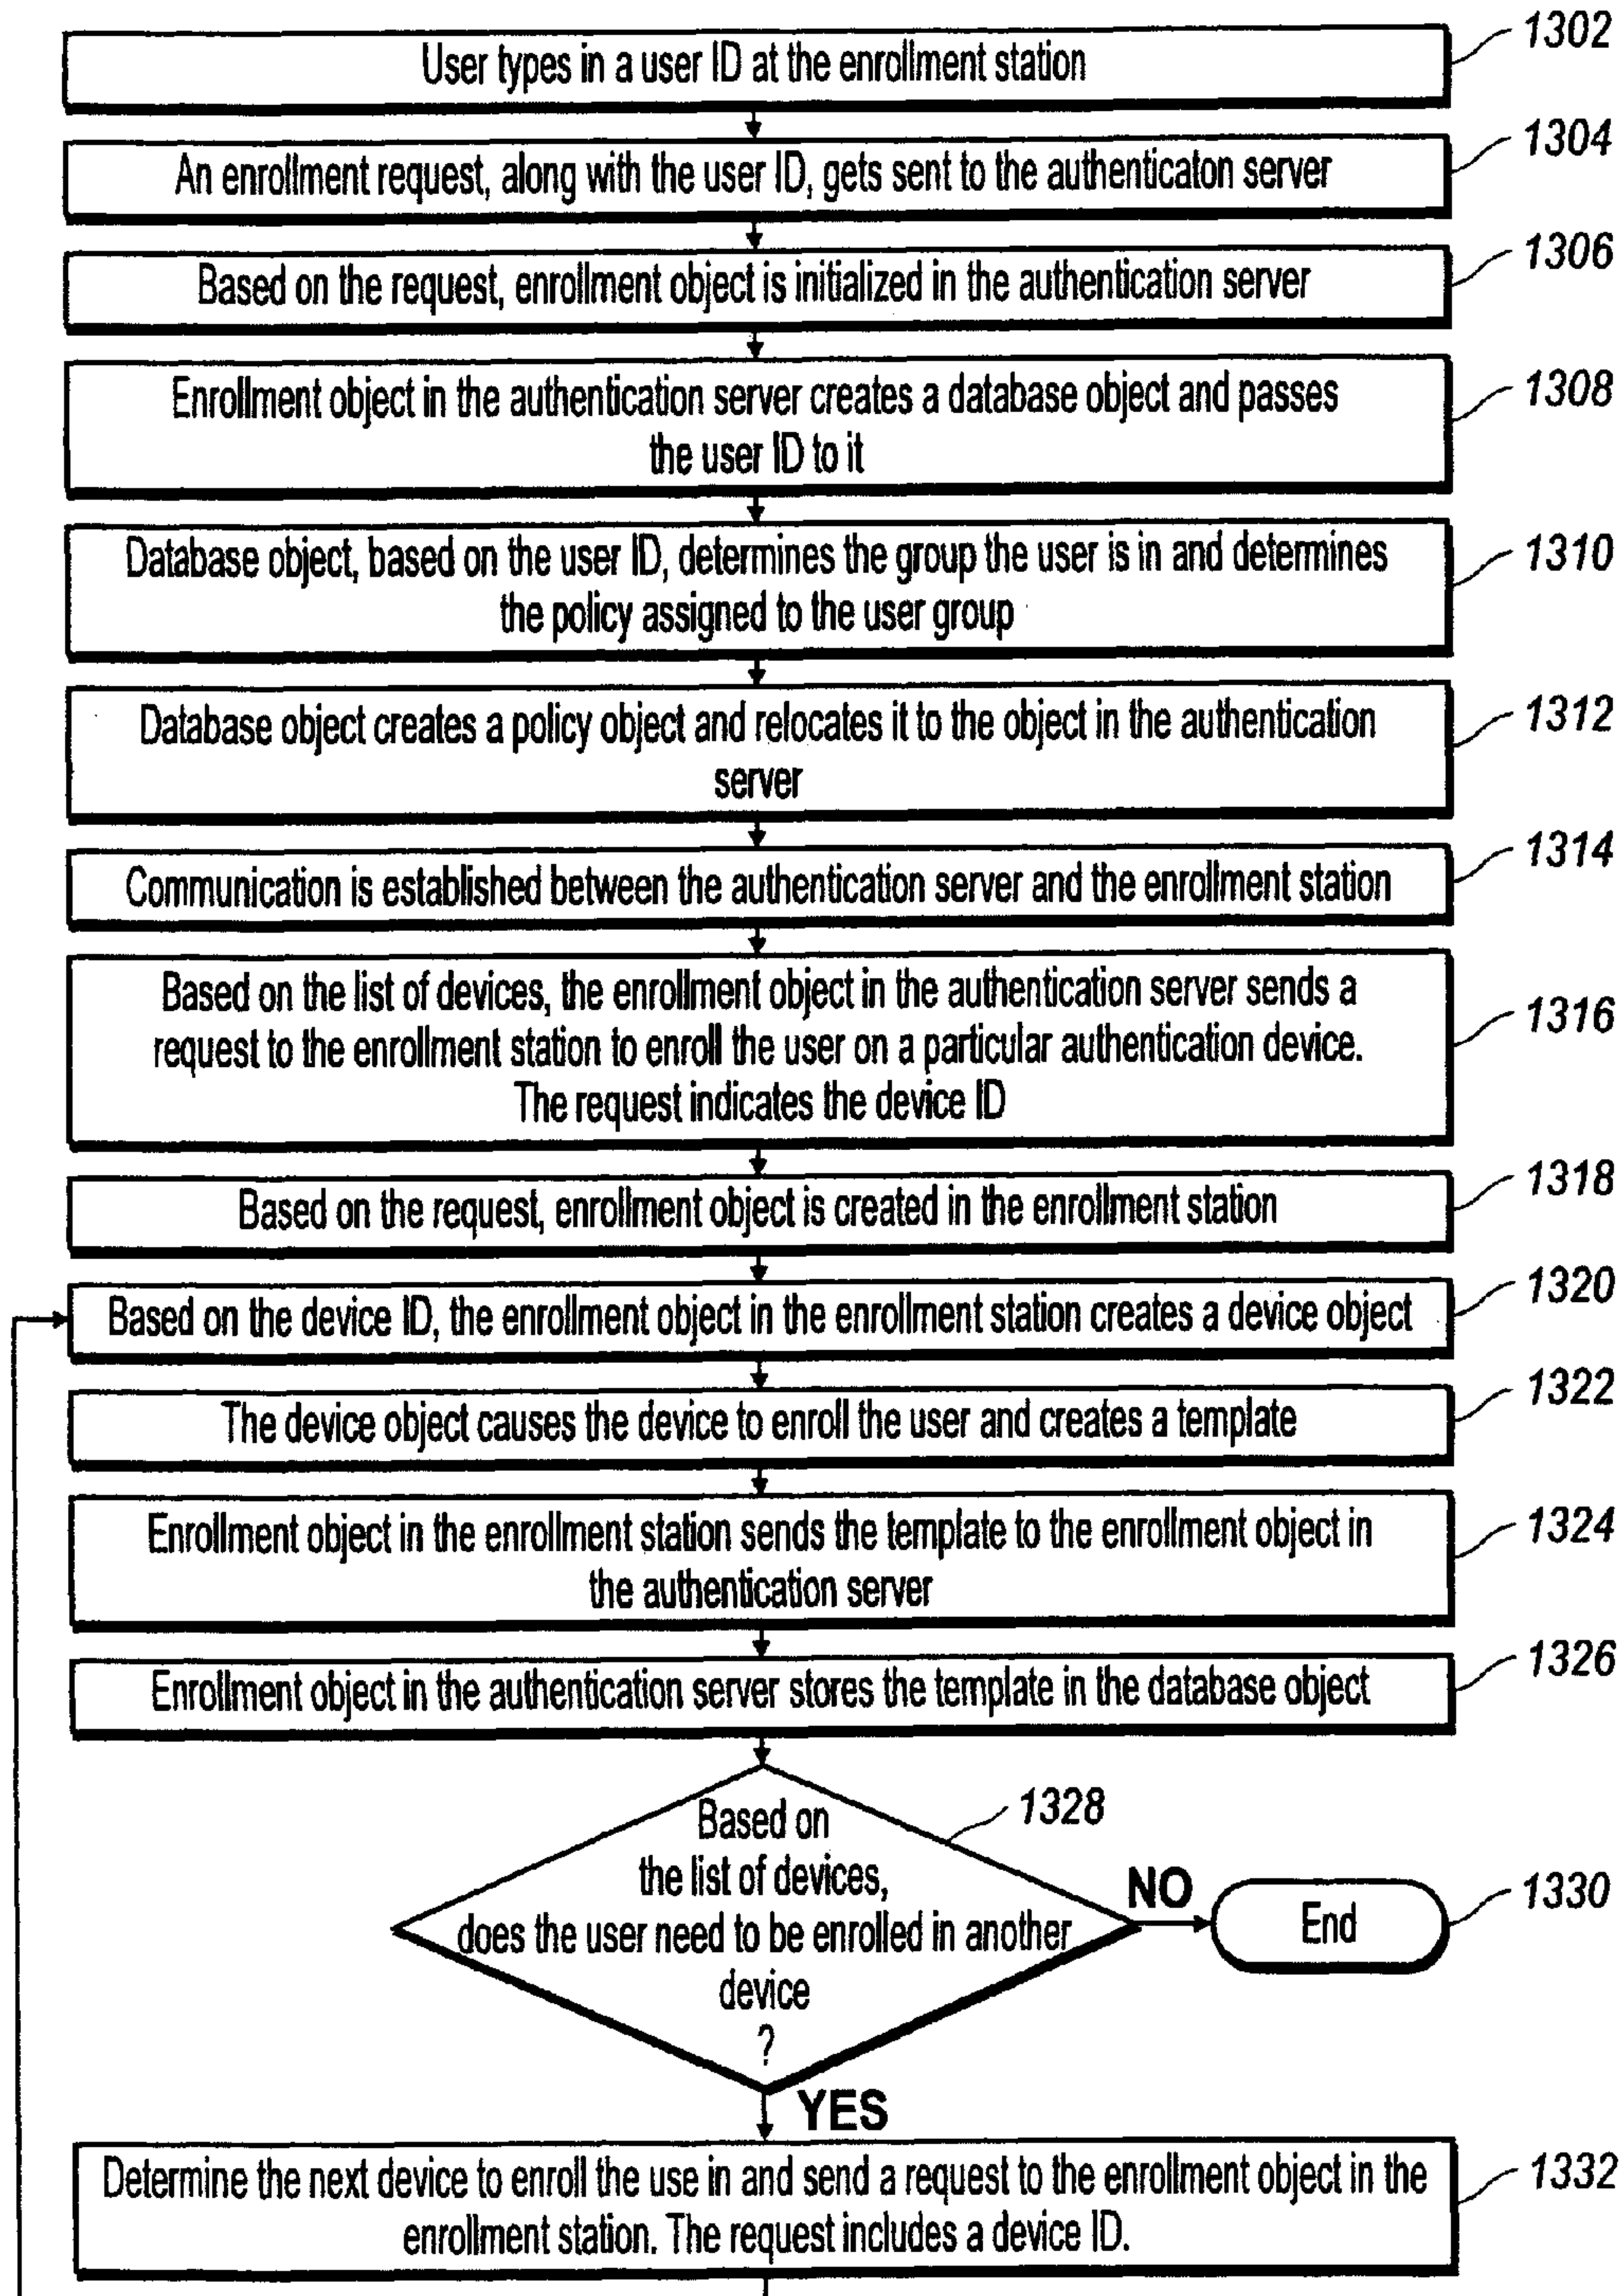 User types in a user ID at the enrollment station
1302
An enrollment request, along with the user ID, gets sent to the authenticaton server
1304
Based on the request, enrollment object is initialized in the authentication server
1306
Enrollment object in the authentication server creates a database object and passes
the user ID to it
1308
Database object, based on the user ID, determines the group the user is in and determines
the policy assigned to the user group
1310
Database object creates a policy object and relocates it to the object in the authentication
server
1312
Communication is established between the authentication server and the enrollment station
1314
Based on the list of devices, the enrollment object in the authentication server sends a
request to the enrollment station to enroll the user on a particular authentication device.
The request indicates the device ID
1316
Based on the request, enrollment object is created in the enrollment station
1318
Based on the device ID, the enrollment object in the enrollment station creates a device object
1320
The device object causes the device to enroll the user and creates a template
1322
Enrollment object in the enrollment station sends the template to the enrollment object in
the authentication server
1324
Enrollment object in the authentication server stores the template in the database object
1326
Based on
the list of devices,
does the user need to be enrolled in another
device
?
1328
NO
End
1330
YES
Determine the next device to enroll the use in and send a request to the enrollment object in the
enrollment station. The request includes a device ID.
1332